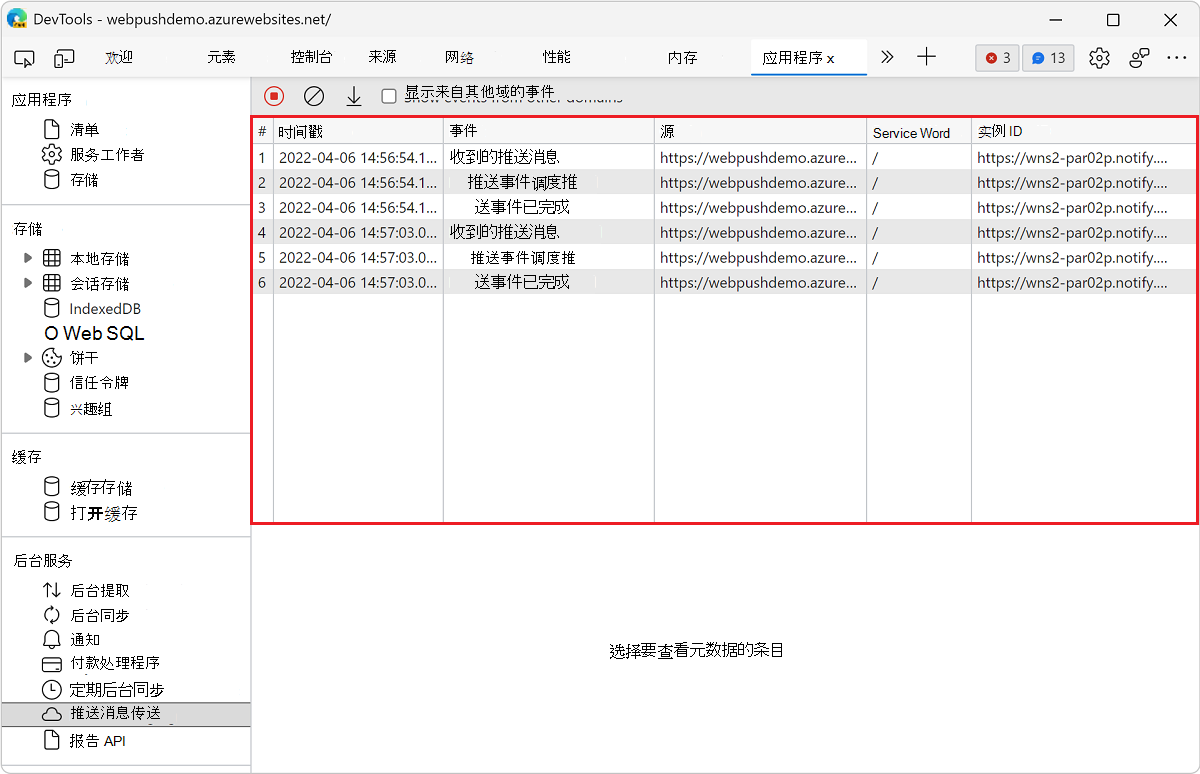 DevTools - webpushdemo.azurewebsites.net/
欢迎 元素 控制台 来源 网络 性能 内存 应用程序 x 3 13
应用程序
清单
服务工作者
存储
存储
本地存储
会话存储
IndexedDB
O Web SQL
饼干
信任令牌
兴趣组
缓存
缓存存储
打开缓存
后台服务
后台提取
后台同步
通知
付款处理程序
定期后台同步
推送消息传送
报告 API
显示来自其他域的事件
Show events from other domains
# 时间戳 事件 源 Service Word 实例 ID
1 2022-04-06 14:56:54.1... 收到的推送消息 https://webpushdemo.azure... / https://wns2-par02p.notify....
2 2022-04-06 14:56:54.1... 推送事件调度推 https://webpushdemo.azure... / https://wns2-par02p.notify....
3 2022-04-06 14:56:54.1... 送事件已完成 https://webpushdemo.azure... / https://wns2-par02p.notify....
4 2022-04-06 14:57:03.0... 收到的推送消息 https://webpushdemo.azure... / https://wns2-par02p.notify....
5 2022-04-06 14:57:03.0... 推送事件调度推 https://webpushdemo.azure... / https://wns2-par02p.notify....
6 2022-04-06 14:57:03.0... 送事件已完成 https://webpushdemo.azure... / https://wns2-par02p.notify....
选择要查看元数据的条目